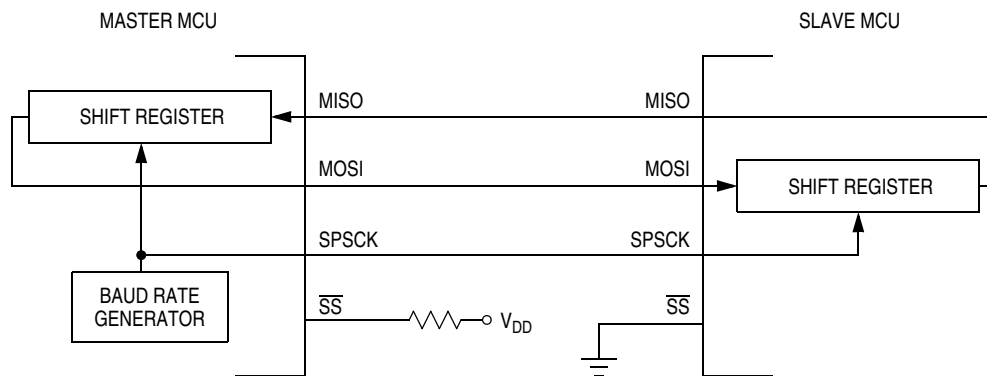 MASTER MCU
SLAVE MCU
SHIFT REGISTER
MISO
MISO
MOSI
MOSI
SHIFT REGISTER
SPSCK
SPSCK
BAUD RATE
GENERATOR
SS
VDD
SS